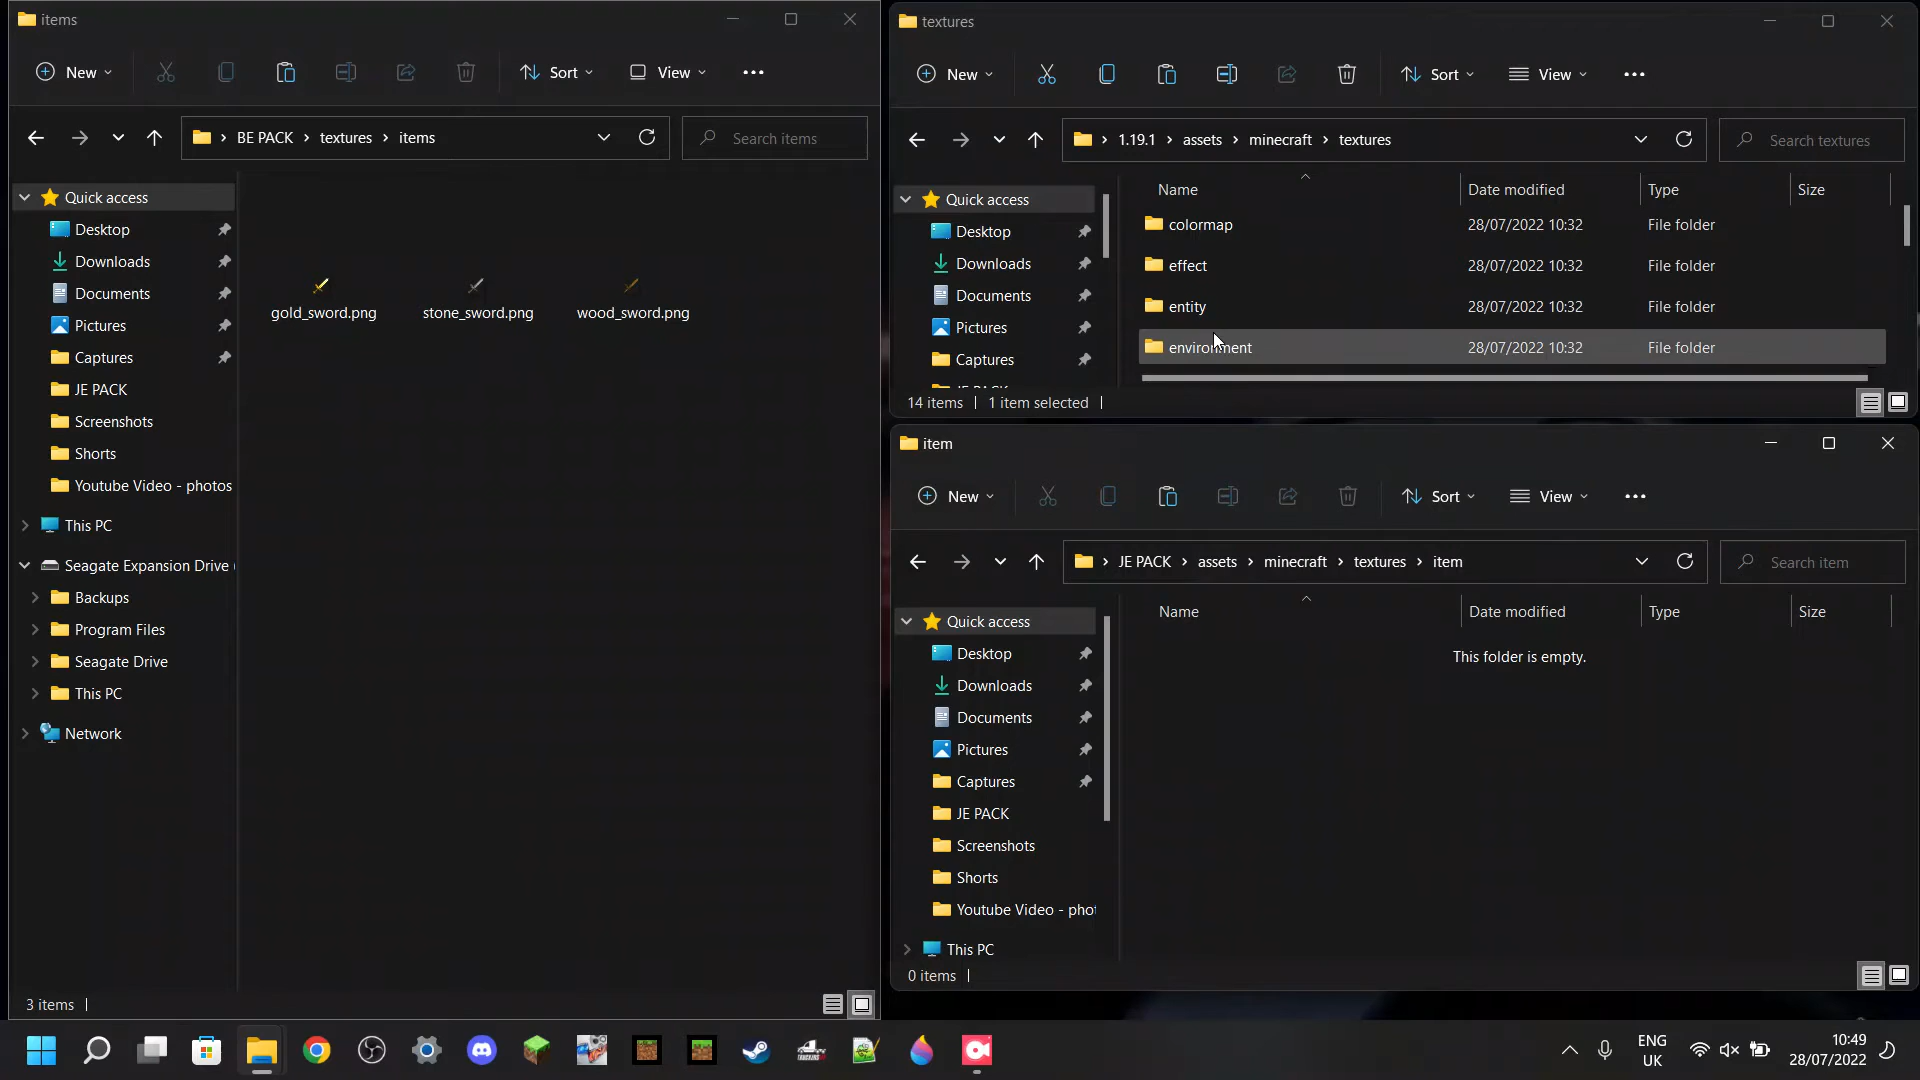 items
New
Sort
View
BE PACK
textures
items
Search items
Quick access
Desktop
Downloads
Documents
Pictures
Captures
JE PACK
Screenshots
Shorts
Youtube Video - photos
This PC
Seagate Expansion Drive
Backups
Program Files
Seagate Drive
This PC
Network
gold_sword.png
stone_sword.png
wood_sword.png
3 items
textures
New
Sort
View
1.19.1
assets
minecraft
textures
Search textures
Quick access
Desktop
Downloads
Documents
Pictures
Captures
JE PACK
Name Date modified Type Size
colormap 28/07/2022 10:32 File folder
effect 28/07/2022 10:32 File folder
entity 28/07/2022 10:32 File folder
environment 28/07/2022 10:32 File folder
14 items 1 item selected
item
New
Sort
View
JE PACK
assets
minecraft
textures
item
Search item
Quick access
Desktop
Downloads
Documents
Pictures
Captures
JE PACK
Screenshots
Shorts
Youtube Video - phot
This PC
Name Date modified Type Size
This folder is empty.
0 items
ENG
UK
10:49
28/07/2022